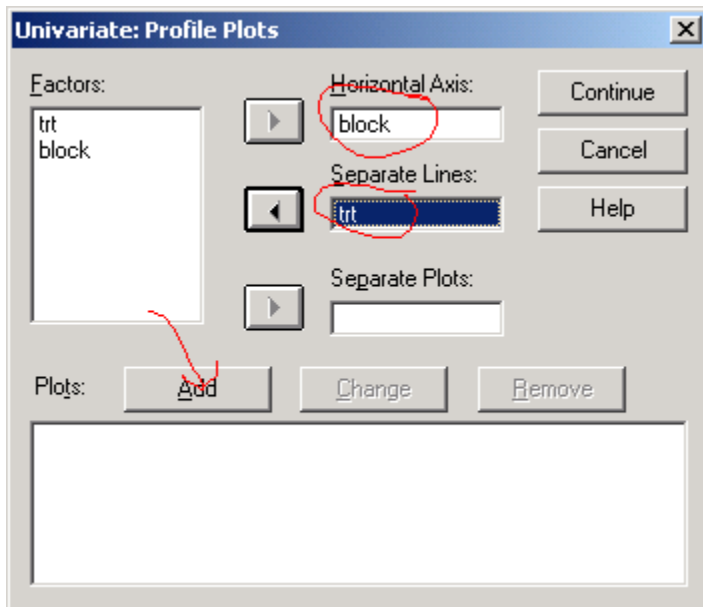 Univariate: Profile Plots
Factors:
trt
block
Horizontal Axis:
block
Separate Lines:
trt
Separate Plots:
Continue
Cancel
Help
Plots:
Add
Change
Remove